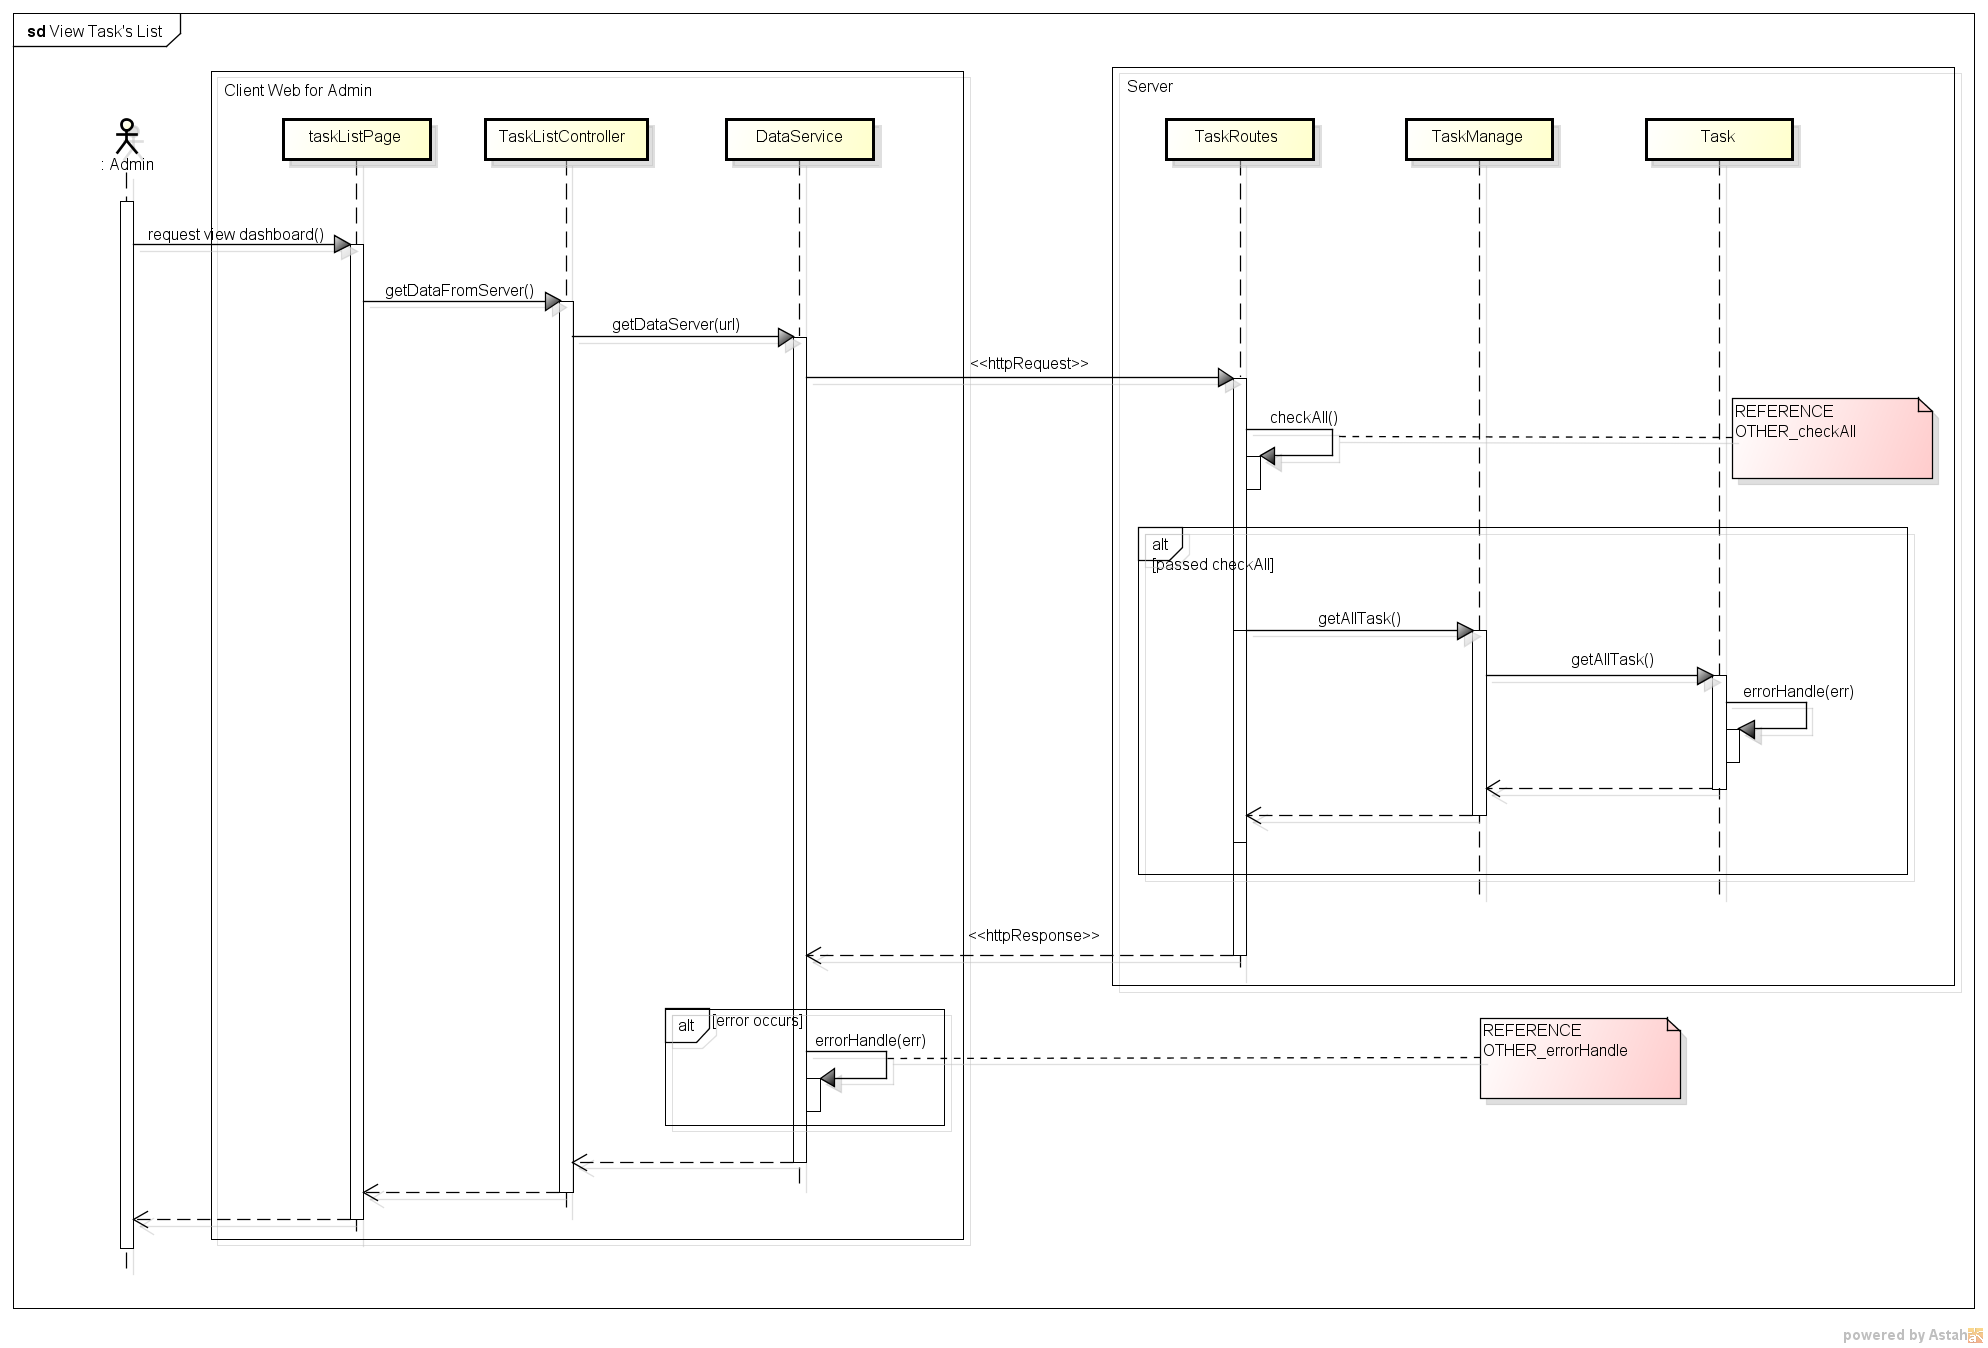 sd View Task's List
Client Web for Admin
Server
: Admin
taskListPage
TaskListController
DataService
TaskRoutes
TaskManage
Task
request view dashboard()
getDataFromServer()
getDataServer(url)
<<httpRequest>>
checkAll()
REFERENCE
OTHER_checkAll
alt
[passed checkAll]
getAllTask()
getAllTask()
errorHandle(err)
<<httpResponse>>
alt
[error occurs]
errorHandle(err)
REFERENCE
OTHER_errorHandle
powered by Astah